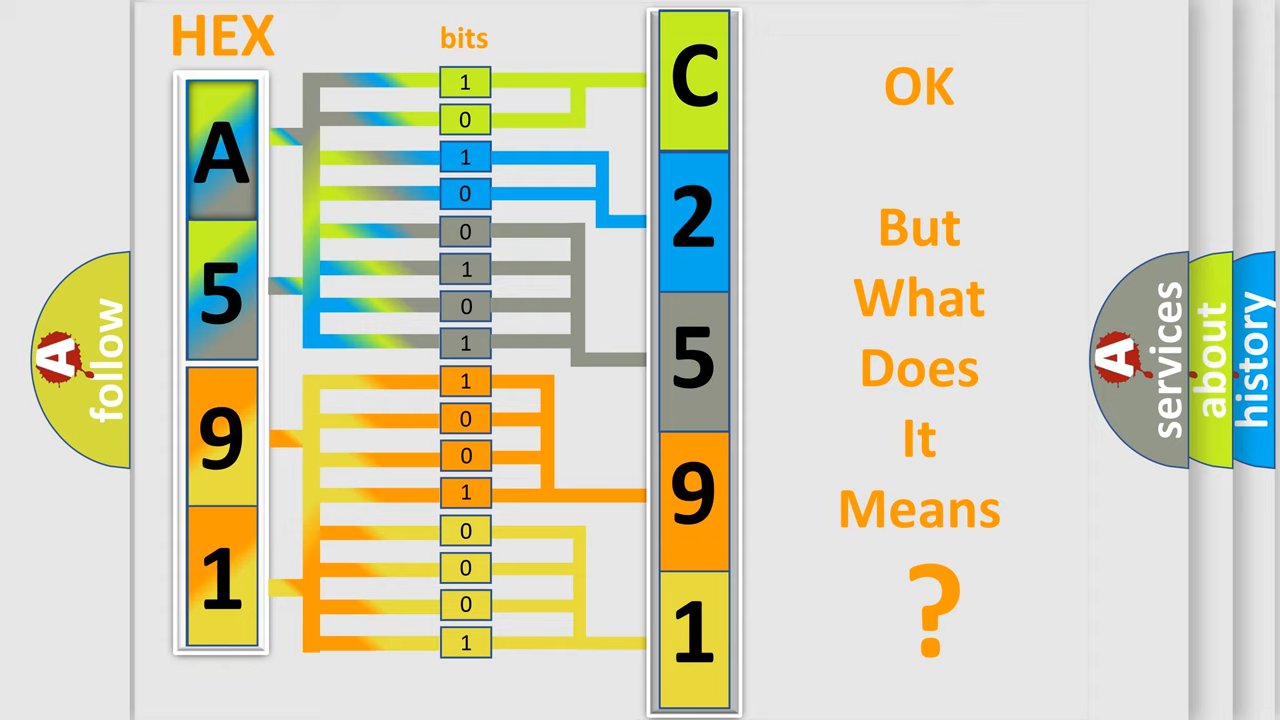 HEX
bits
A
5
9
1
1
0
1
0
0
1
0
1
1
0
0
1
0
0
0
1
C
2
5
9
1
OK
But
What
Does
It
Means
?
A
follow
A
services
about
history